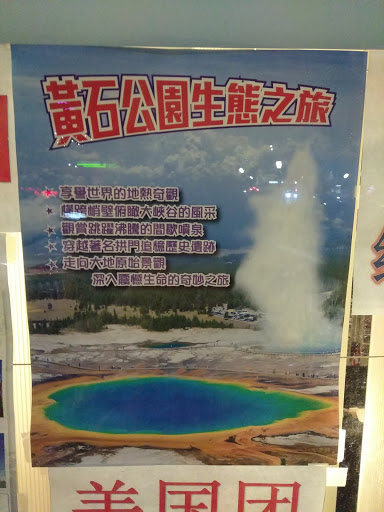 黃石公園生態之旅
★ 享譽世界的地熱奇觀
★ 橫跨峭壁俯瞰大峽谷的風采
★ 觀賞跳躍沸騰的間歇噴泉
★ 穿越著名拱門追憶歷史遺跡
★ 走向大地原始景觀
深入震輕生命的奇妙之旅
美国团